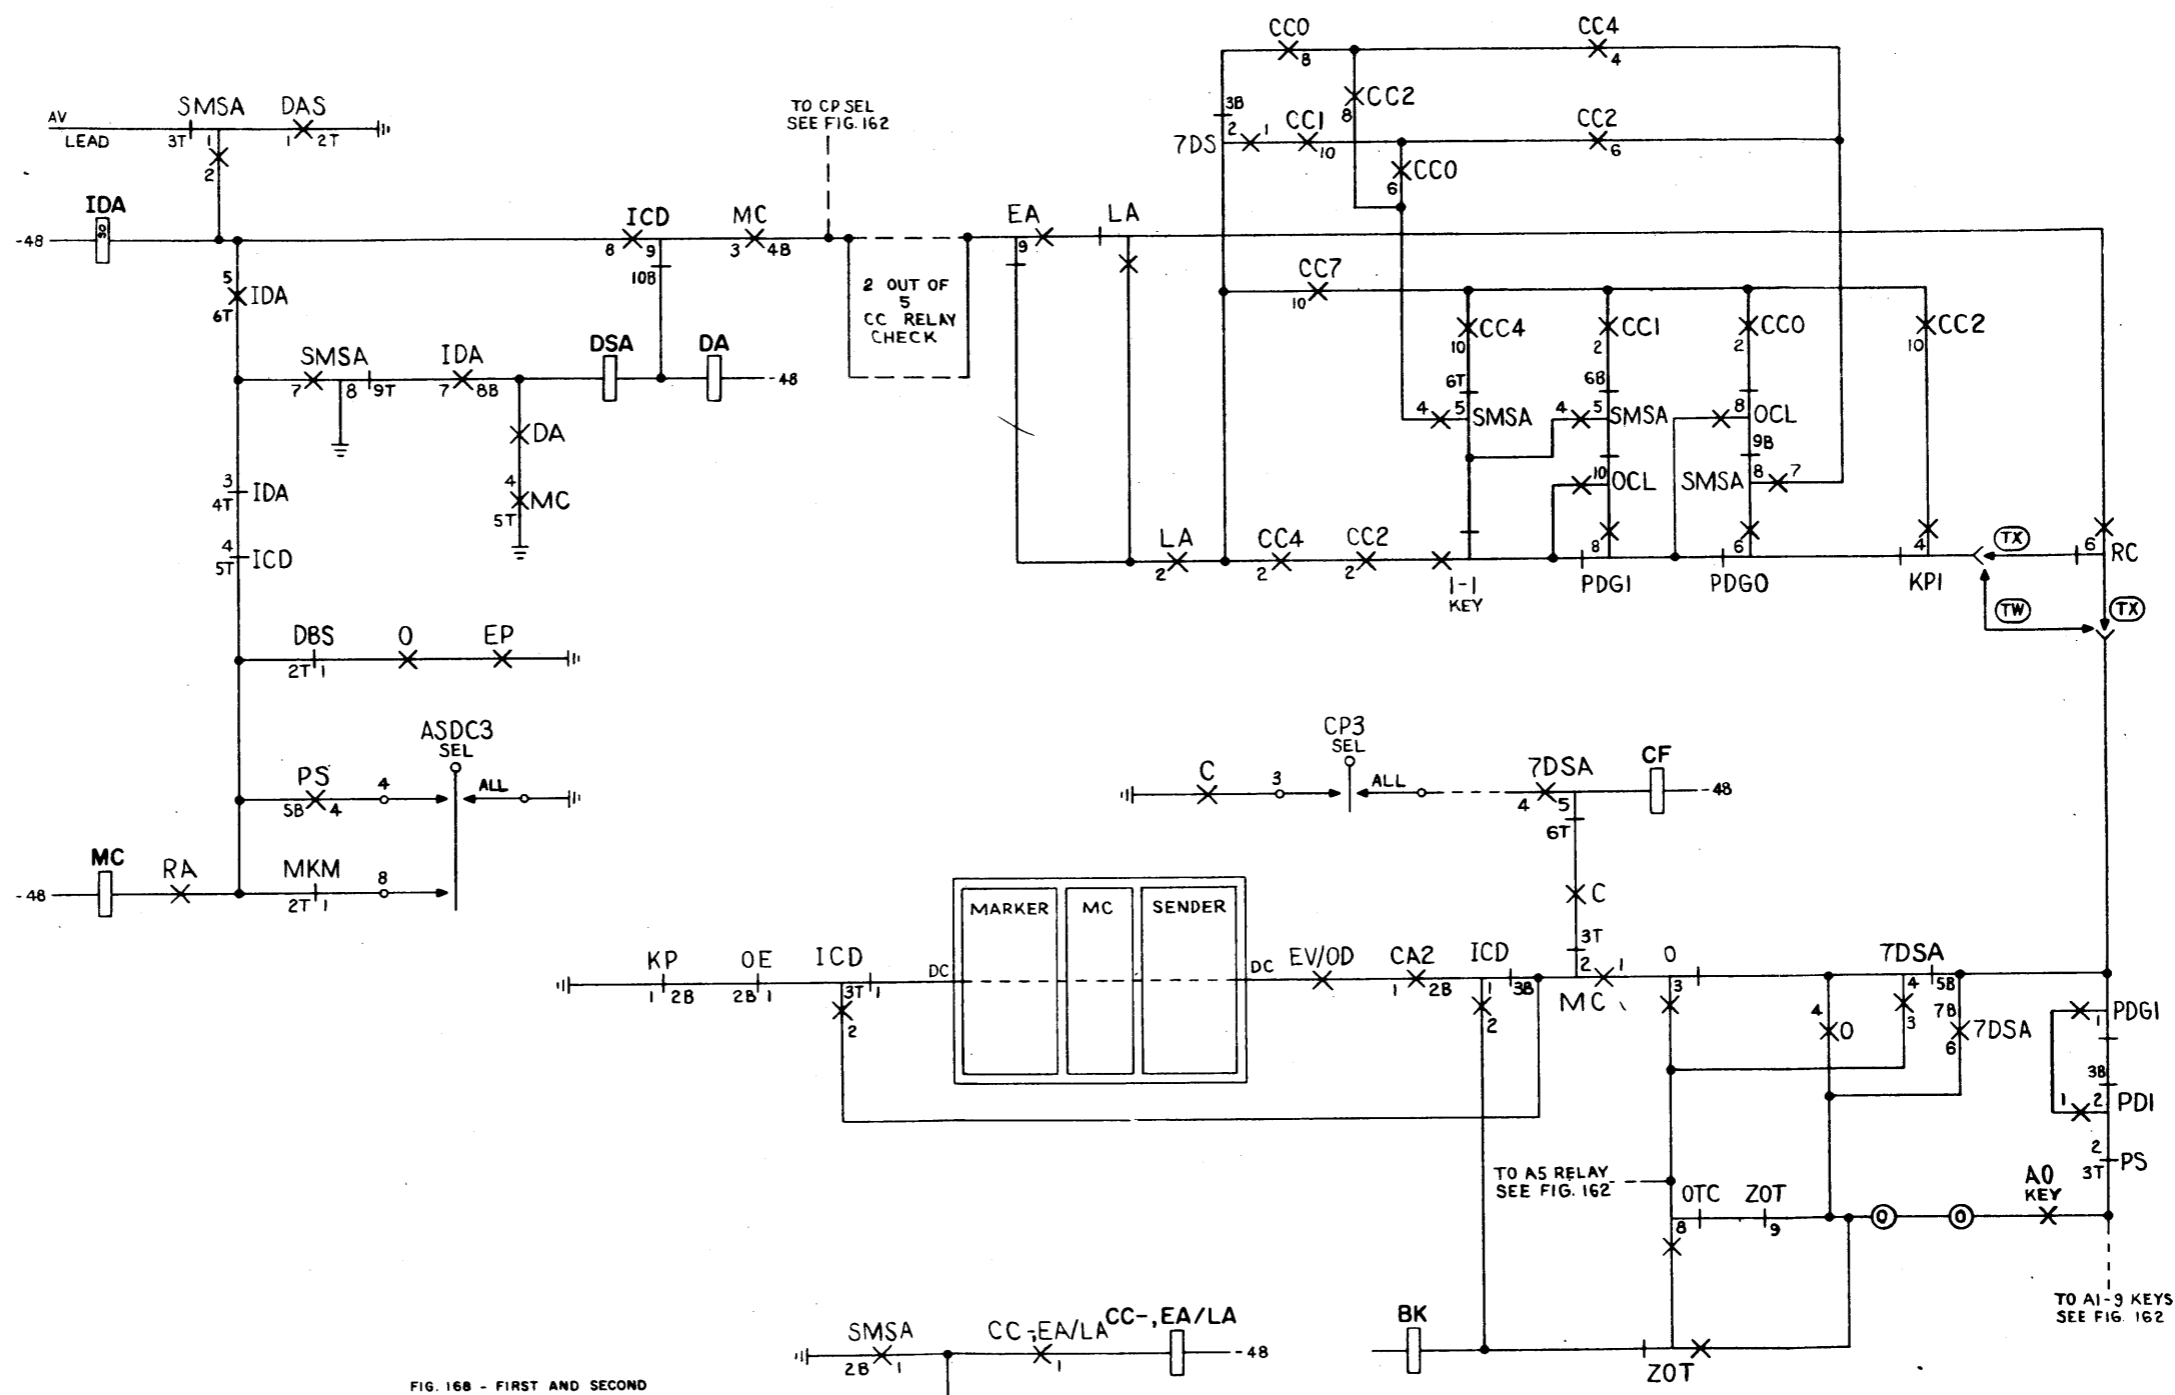 CC0
8
CC4
4
CC2
8
3B
2
7DS
1
CC1
10
CC2
6
CC0
6
AV
LEAD
SMSA
3T
1
2
DAS
1
2T
TO CP SEL
SEE FIG. 162
IDA
-48
ICD
8
9
10B
MC
3
4B
2 OUT OF
5
CC RELAY
CHECK
EA
9
LA
5
IDA
6T
CC7
10
CC4
10
CC1
2
CC0
2
CC2
10
SMSA
7
8
9T
IDA
7
8B
DSA
DA
-48
DA
4
MC
5T
6T
4
5
SMSA
6B
4
5
SMSA
10
OCL
8
OCL
9B
SMSA
8
7
3
IDA
4T
4
ICD
5T
LA
2
CC4
2
CC2
2
1-1
KEY
8
PDG1
6
PDG0
4
KP1
TX
6
RC
TW
TX
DBS
2T
1
O
EP
ASDC3
SEL
PS
5B
4
4
ALL
MC
-48
RA
MKM
2T
1
8
C
3
CP3
SEL
ALL
7DSA
4
5
6T
CF
-48
C
3T
2
1
MC
KP
1
2B
OE
2B
1
ICD
3T
1
2
DC
MARKER
MC
SENDER
DC
EV/OD
CA2
1
2B
ICD
1
3B
2
O
3
4
O
7DSA
4
5B
3
7B
7DSA
6
PDG1
1
3B
1
2
PD1
2
PS
3T
TO A5 RELAY
SEE FIG. 162
OTC
8
ZOT
9
O
O
A0
KEY
TO A1-9 KEYS
SEE FIG. 162
BK
ZOT
SMSA
2B
1
CC-,EA/LA
1
CC-,EA/LA
-48
FIG. 168 - FIRST AND SECOND